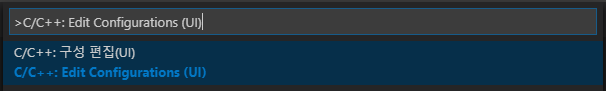 >C/C++: Edit Configurations (UI)
C/C++: 구성 편집(UI)
C/C++: Edit Configurations (UI)